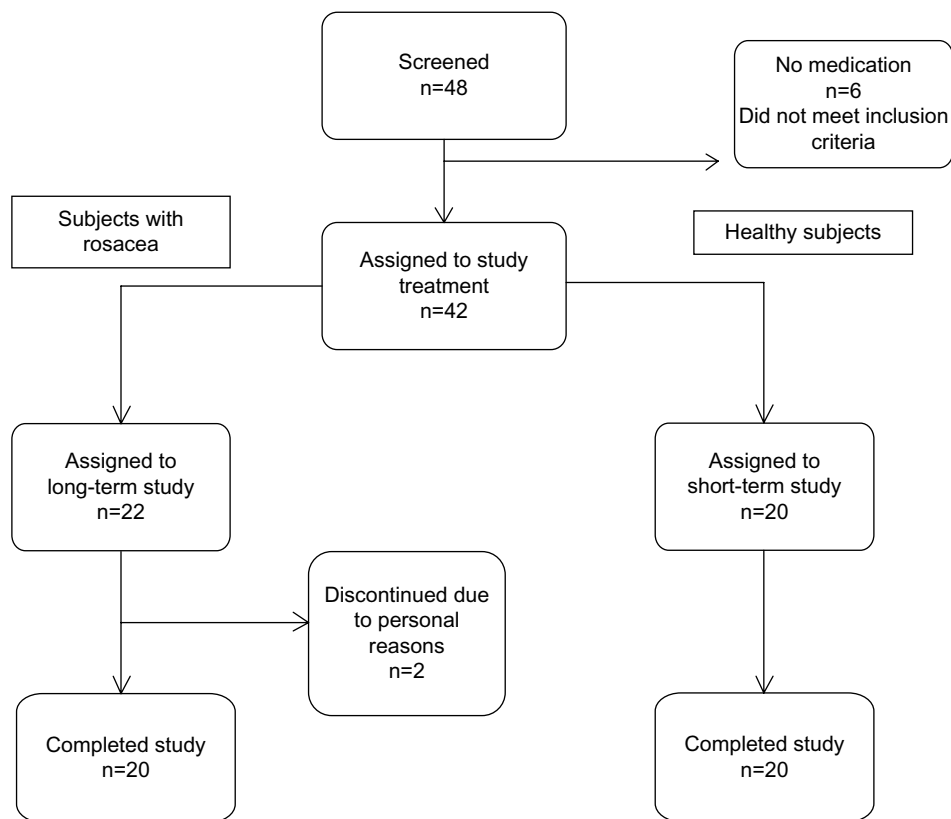 Screened
n=48
No medication
n=6
Did not meet inclusion
criteria
Subjects with
rosacea
Healthy subjects
Assigned to study
treatment
n=42
Assigned to
long-term study
n=22
Assigned to
short-term study
n=20
Discontinued due
to personal
reasons
n=2
Completed study
n=20
Completed study
n=20